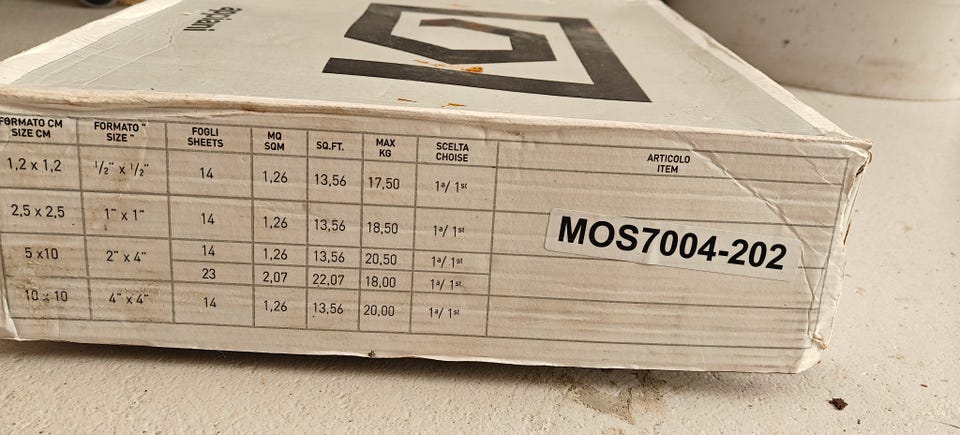 appiani
FORMATO CM SIZE CM FORMATO " SIZE " FOGLI SHEETS MQ SQM SQ.FT. MAX KG SCELTA CHOISE ARTICOLO ITEM
1,2 x 1,2 1/2" x 1/2" 14 1,26 13,56 17,50 1ª/ 1st
2,5 x 2,5 1" x 1" 14 1,26 13,56 18,50 1ª/ 1st
5 x10 2" x 4" 14 1,26 13,56 20,50 1ª/ 1st
23 2,07 22,07 18,00 1ª/ 1st
10 x 10 4" x 4" 14 1,26 13,56 20,00 1ª/ 1st
MOS7004-202